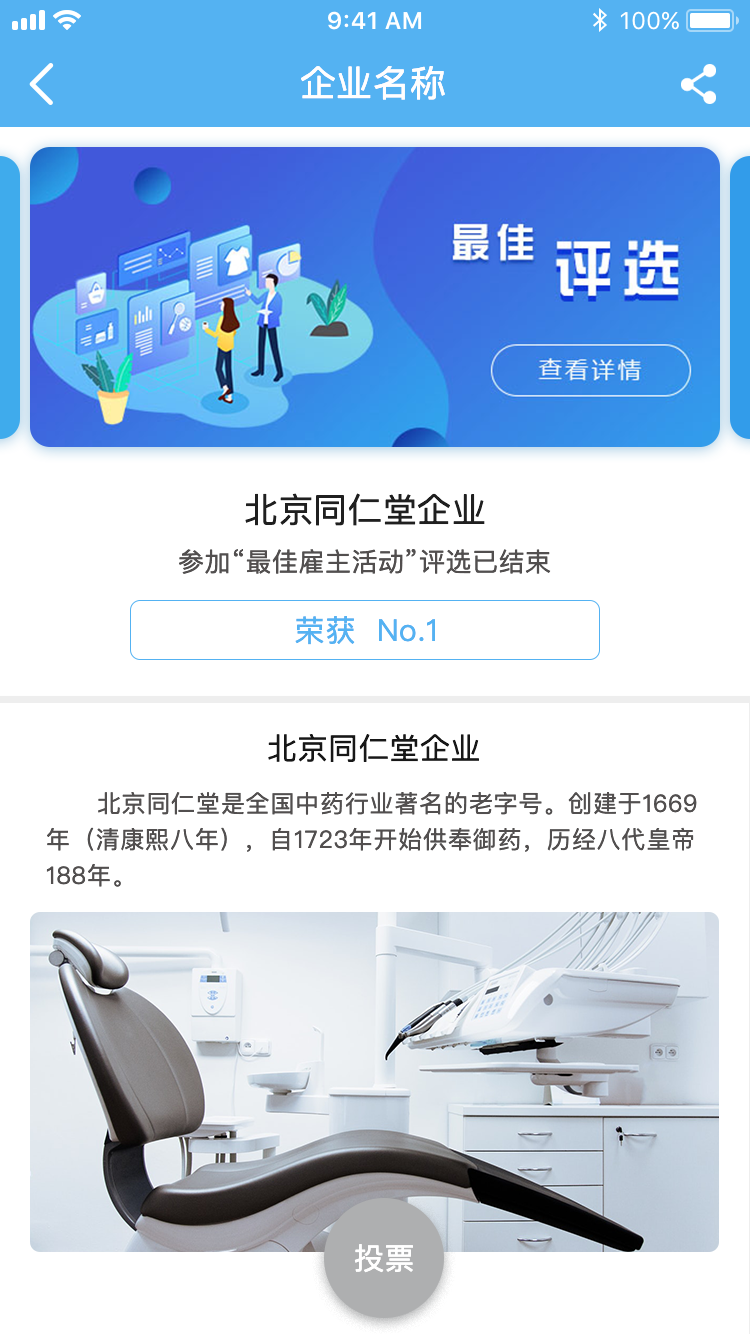 9:41 AM
100%
企业名称
最佳
评选
查看详情
北京同仁堂企业
参加“最佳雇主活动”评选已结束
荣获 No.1
北京同仁堂企业
北京同仁堂是全国中药行业著名的老字号。创建于1669
年（清康熙八年），自1723年开始供奉御药，历经八代皇帝
188年。
投票